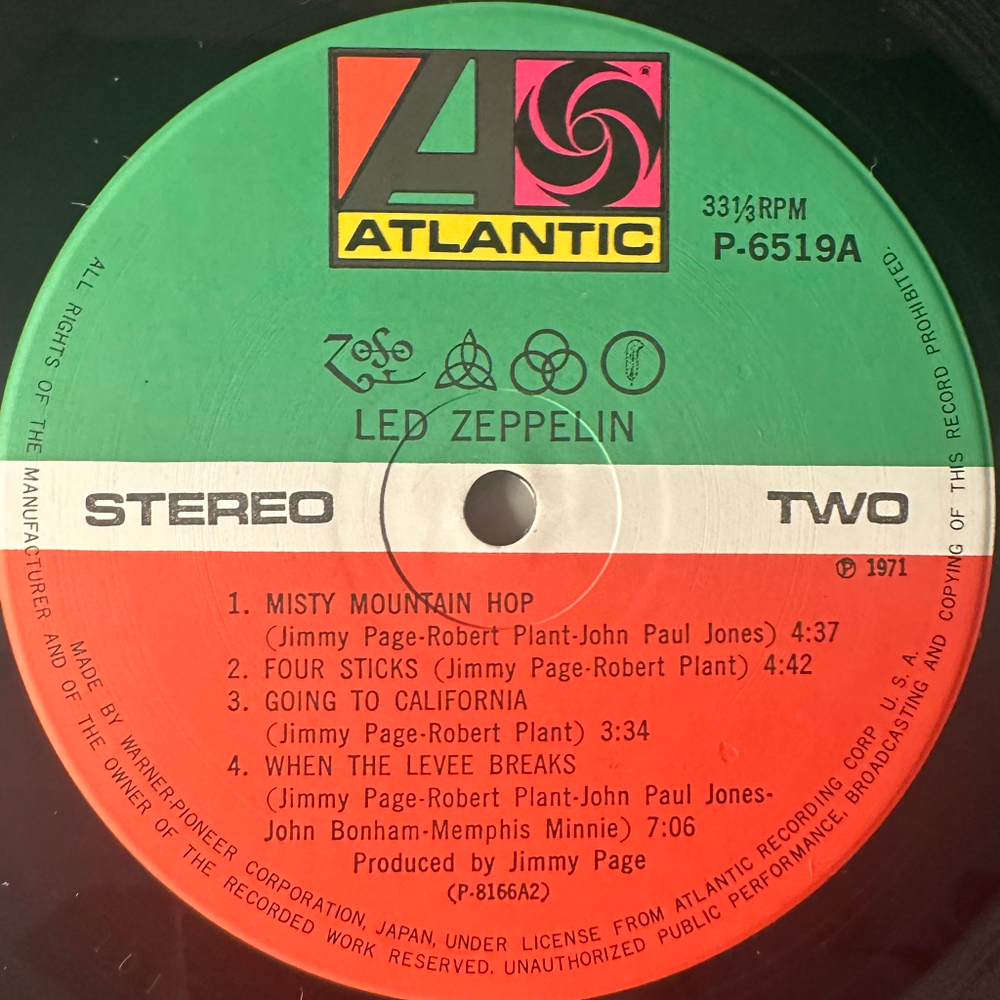 ATLANTIC
®
33⅓RPM
P-6519A
LED ZEPPELIN
STEREO
TWO
℗ 1971
1. MISTY MOUNTAIN HOP
(Jimmy Page-Robert Plant-John Paul Jones) 4:37
2. FOUR STICKS (Jimmy Page-Robert Plant) 4:42
3. GOING TO CALIFORNIA
(Jimmy Page-Robert Plant) 3:34
4. WHEN THE LEVEE BREAKS
(Jimmy Page-Robert Plant-John Paul Jones-
John Bonham-Memphis Minnie) 7:06
Produced by Jimmy Page
(P-8166A2)
MADE BY WARNER-PIONEER CORPORATION, JAPAN, UNDER LICENSE FROM ATLANTIC RECORDING CORP. U. S. A.
ALL RIGHTS OF THE MANUFACTURER AND OF THE OWNER OF THE RECORDED WORK RESERVED. UNAUTHORIZED PUBLIC PERFORMANCE, BROADCASTING AND COPYING OF THIS RECORD PROHIBITED.